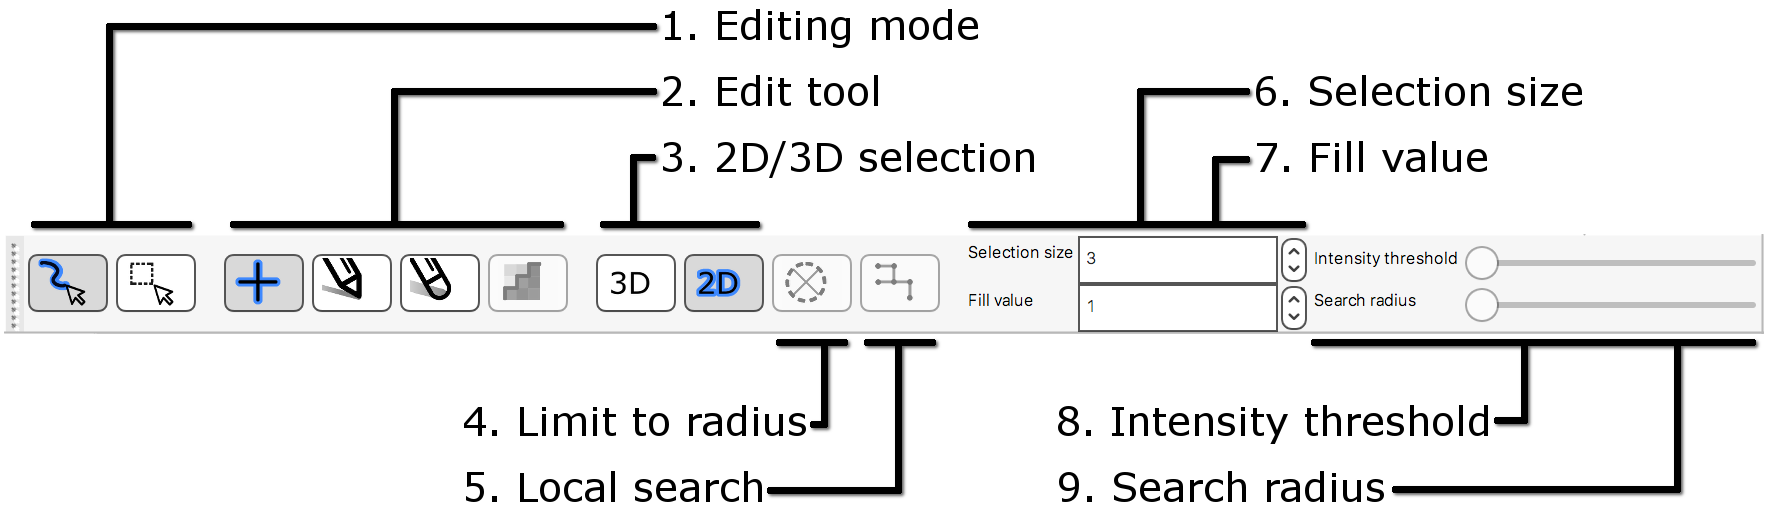 1. Editing mode
2. Edit tool
3. 2D/3D selection
6. Selection size
7. Fill value
3D
2D
Selection size
3
Fill value
1
Intensity threshold
Search radius
4. Limit to radius
5. Local search
8. Intensity threshold
9. Search radius